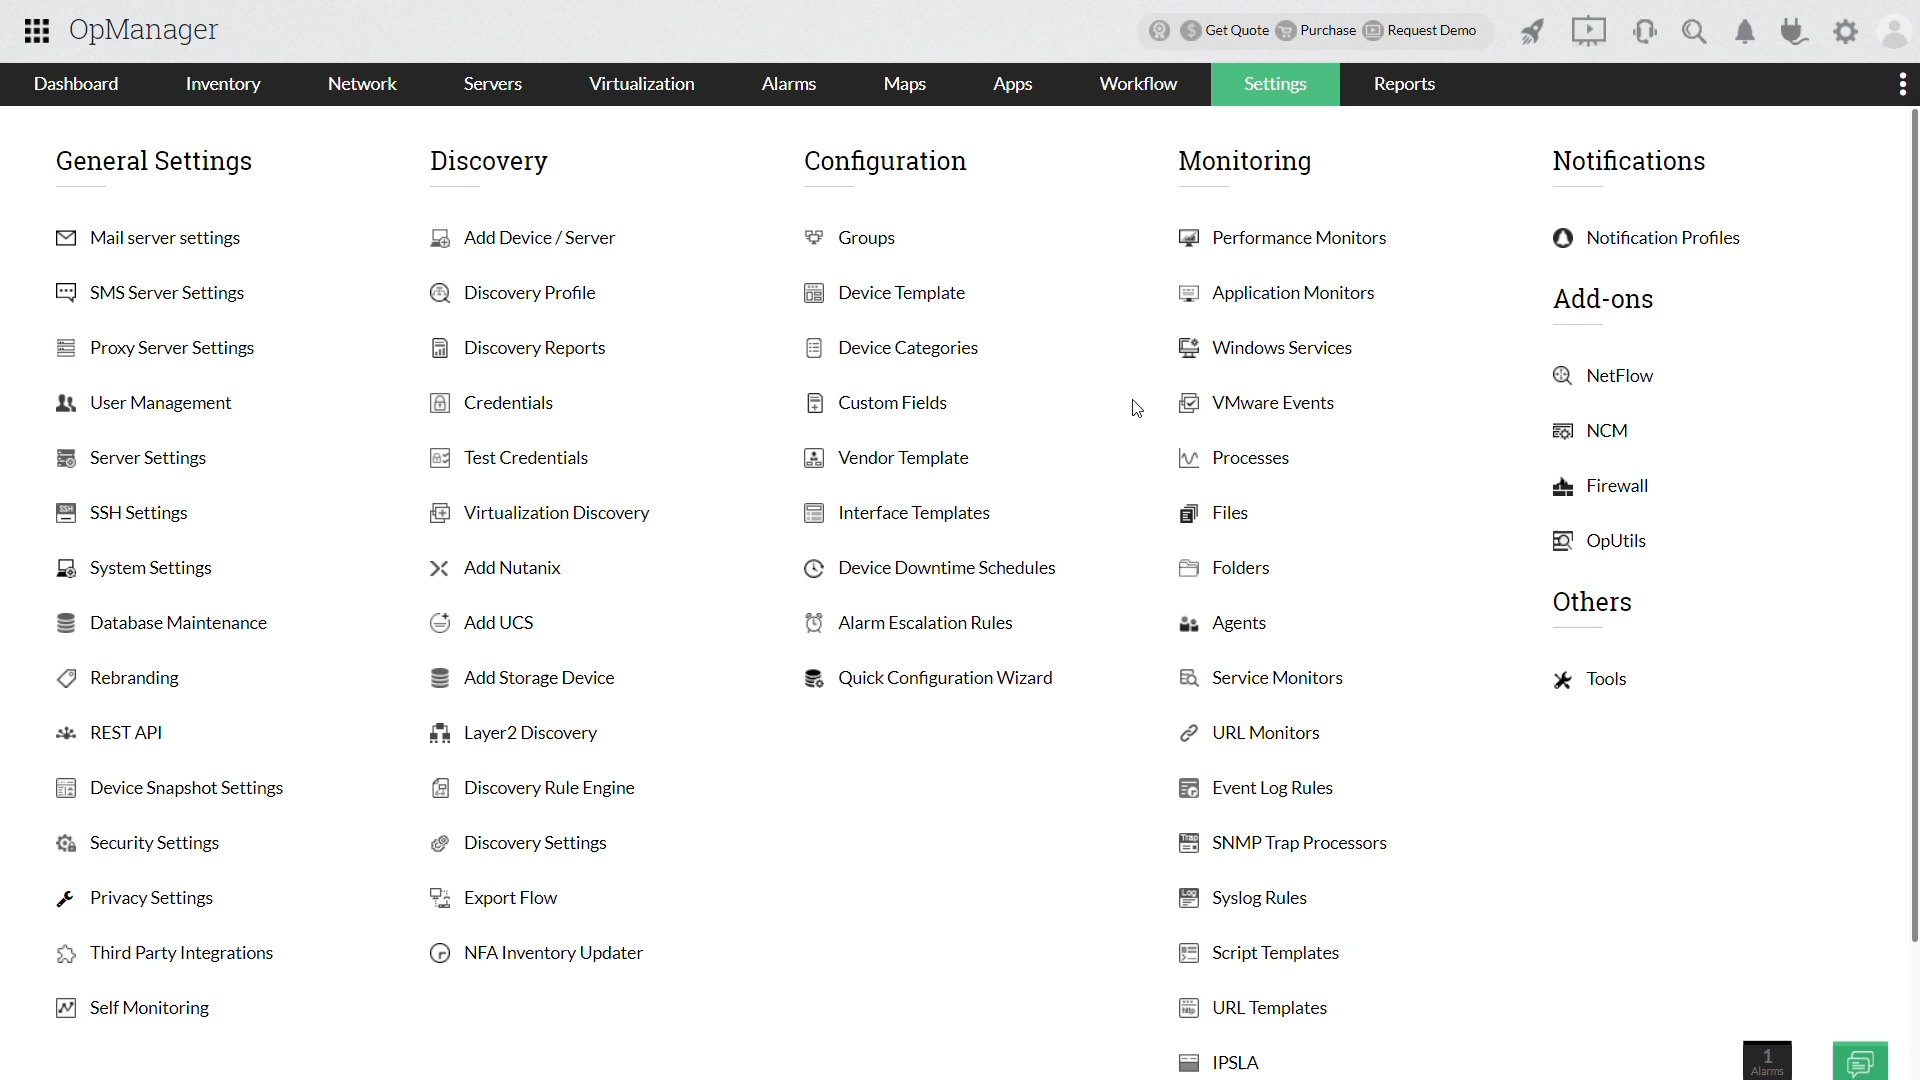 OpManager
Get Quote
Purchase
Request Demo
Dashboard
Inventory
Network
Servers
Virtualization
Alarms
Maps
Apps
Workflow
Settings
Reports
General Settings
Mail server settings
SMS Server Settings
Proxy Server Settings
User Management
Server Settings
SSH
SSH Settings
System Settings
Database Maintenance
Rebranding
REST API
Device Snapshot Settings
Security Settings
Privacy Settings
Third Party Integrations
Self Monitoring
Discovery
Add Device / Server
Discovery Profile
Discovery Reports
Credentials
Test Credentials
Virtualization Discovery
Add Nutanix
Add UCS
Add Storage Device
Layer2 Discovery
Discovery Rule Engine
Discovery Settings
Export Flow
NFA Inventory Updater
Configuration
Groups
Device Template
Device Categories
Custom Fields
Vendor Template
Interface Templates
Device Downtime Schedules
Alarm Escalation Rules
Quick Configuration Wizard
Monitoring
Performance Monitors
Application Monitors
Windows Services
VMware Events
Processes
Files
Folders
Agents
Service Monitors
URL Monitors
Event Log Rules
Trap
SNMP Trap Processors
Log
Syslog Rules
Script Templates
http
URL Templates
IPSLA
Notifications
Notification Profiles
Add-ons
NetFlow
NCM
Firewall
OpUtils
Others
Tools
1
Alarms